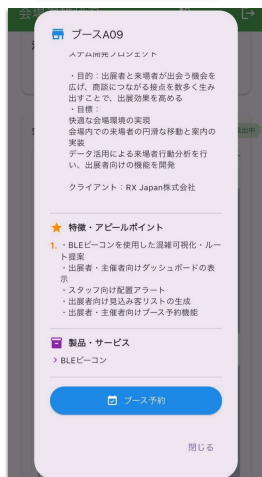 ブースA09
ステム開発プロジェクト
・目的：出展者と来場者が出会う機会を
広げ、商談につながる接点を数多く生み
出すことで、出展効果を高める
・目標：
快適な会場環境の実現
会場内での来場者の円滑な移動と案内の
実装
データ活用による来場者行動分析を行
い、出展者向けの機能を開発
クライアント：RX Japan株式会社
特徴・アピールポイント
1. ・BLEビーコンを使用した混雑可視化・ルー
ト提案
・出展者・主催者向けダッシュボードの表
示
・スタッフ向け配置アラート
・出展者向け見込み客リストの生成
・出展者・主催者向けブース予約機能
製品・サービス
> BLEビーコン
ブース予約
閉じる